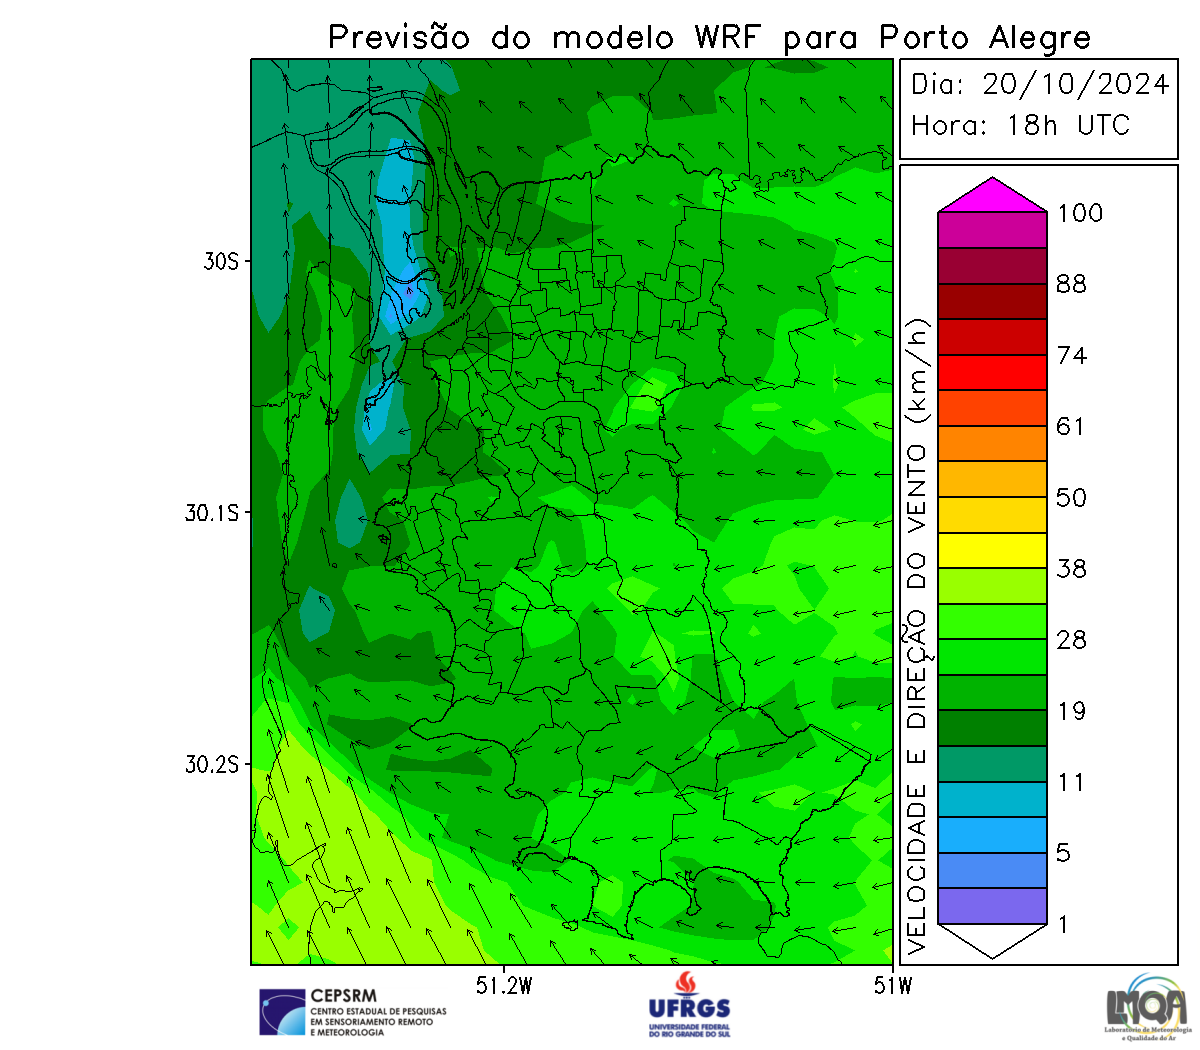 Previsão do modelo WRF para Porto Alegre
Dia: 20/10/2024
Hora: 18h UTC
VELOCIDADE E DIREÇÃO DO VENTO (km/h)
100
88
74
61
50
38
28
19
11
5
1
30S
30.1S
30.2S
51.2W
51W
CEPSRM
CENTRO ESTADUAL DE PESQUISAS
EM SENSORIAMENTO REMOTO
E METEOROLOGIA
UFRGS
UNIVERSIDADE FEDERAL
DO RIO GRANDE DO SUL
LMQA
Laboratório de Meteorologia
e Qualidade do Ar